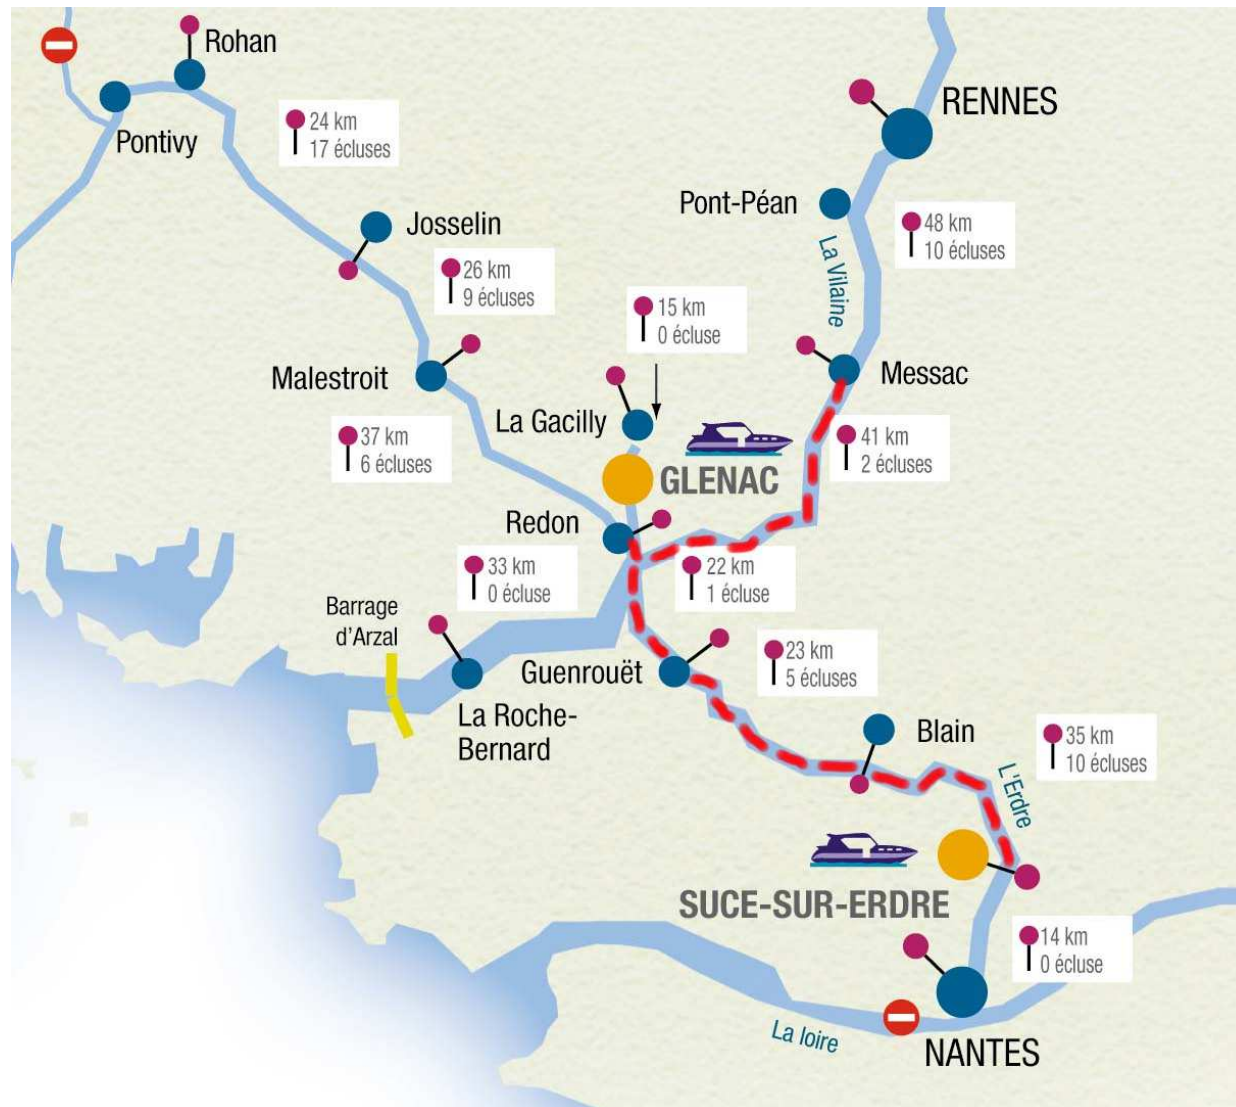 Rohan
RENNES
24 km
17 écluses
Pontivy
Pont-Péan
Josselin
48 km
10 écluses
La Vilaine
26 km
9 écluses
15 km
0 écluse
Malestroit
Messac
La Gacilly
37 km
6 écluses
41 km
2 écluses
GLENAC
Redon
33 km
0 écluse
22 km
1 écluse
Barrage
d'Arzal
Guenrouët
23 km
5 écluses
La Roche-
Bernard
Blain
35 km
10 écluses
L'Erdre
SUCE-SUR-ERDRE
14 km
0 écluse
La loire
NANTES